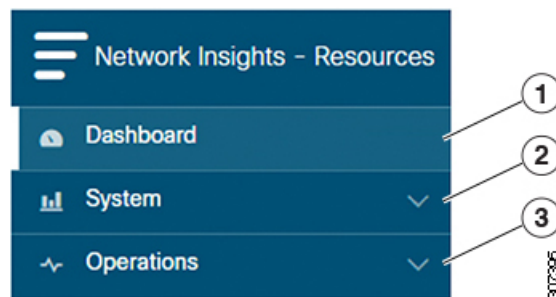 Network Insights - Resources
1
Dashboard
2
System
3
Operations